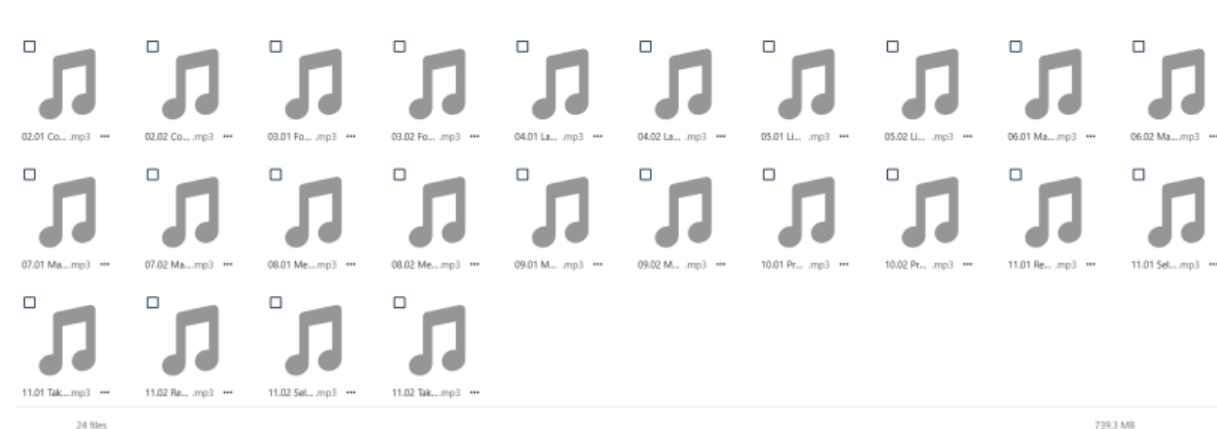 02.01 Co... .mp3 ··· 02.02 Co... .mp3 ··· 03.01 Fo... .mp3 ··· 03.02 Fo... .mp3 ··· 04.01 La... .mp3 ··· 04.02 La... .mp3 ··· 05.01 Li... .mp3 ··· 05.02 Li... .mp3 ··· 06.01 Ma... .mp3 ··· 06.02 Ma... .mp3 ···
07.01 Ma... .mp3 ··· 07.02 Ma... .mp3 ··· 08.01 Me... .mp3 ··· 08.02 Me... .mp3 ··· 09.01 M... .mp3 ··· 09.02 M... .mp3 ··· 10.01 Pr... .mp3 ··· 10.02 Pr... .mp3 ··· 11.01 Re... .mp3 ··· 11.01 Sel... .mp3 ···
11.01 Tak... .mp3 ··· 11.02 Re... .mp3 ··· 11.02 Sel... .mp3 ··· 11.02 Tak... .mp3 ···
24 files 739.3 MB